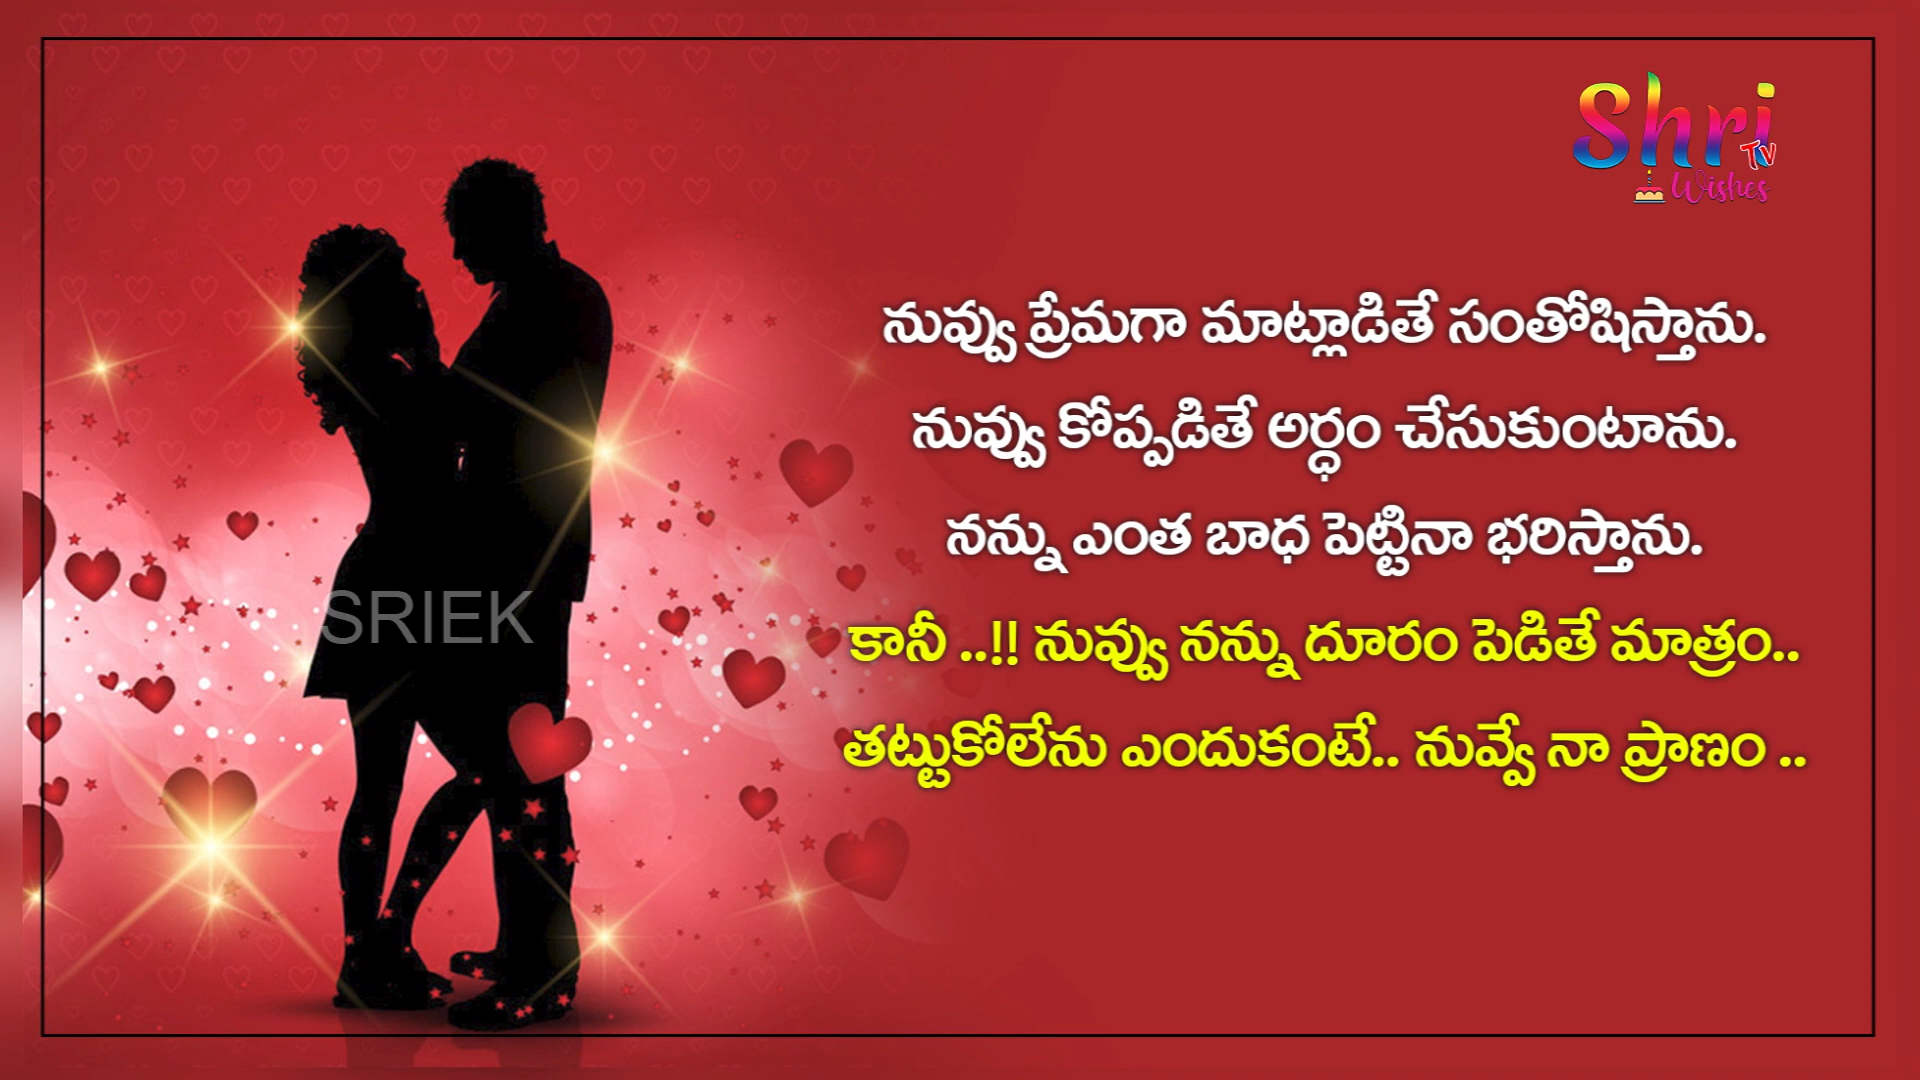 Shri
TV
Wishes
నువ్వు ప్రేమగా మాట్లాడితే సంతోషిస్తాను.
నువ్వు కోప్పడితే అర్ధం చేసుకుంటాను.
నన్ను ఎంత బాధ పెట్టినా భరిస్తాను.
కానీ ..!! నువ్వు నన్ను దూరం పెడితే మాత్రం..
తట్టుకోలేను ఎందుకంటే.. నువ్వే నా ప్రాణం ..
SRIEK